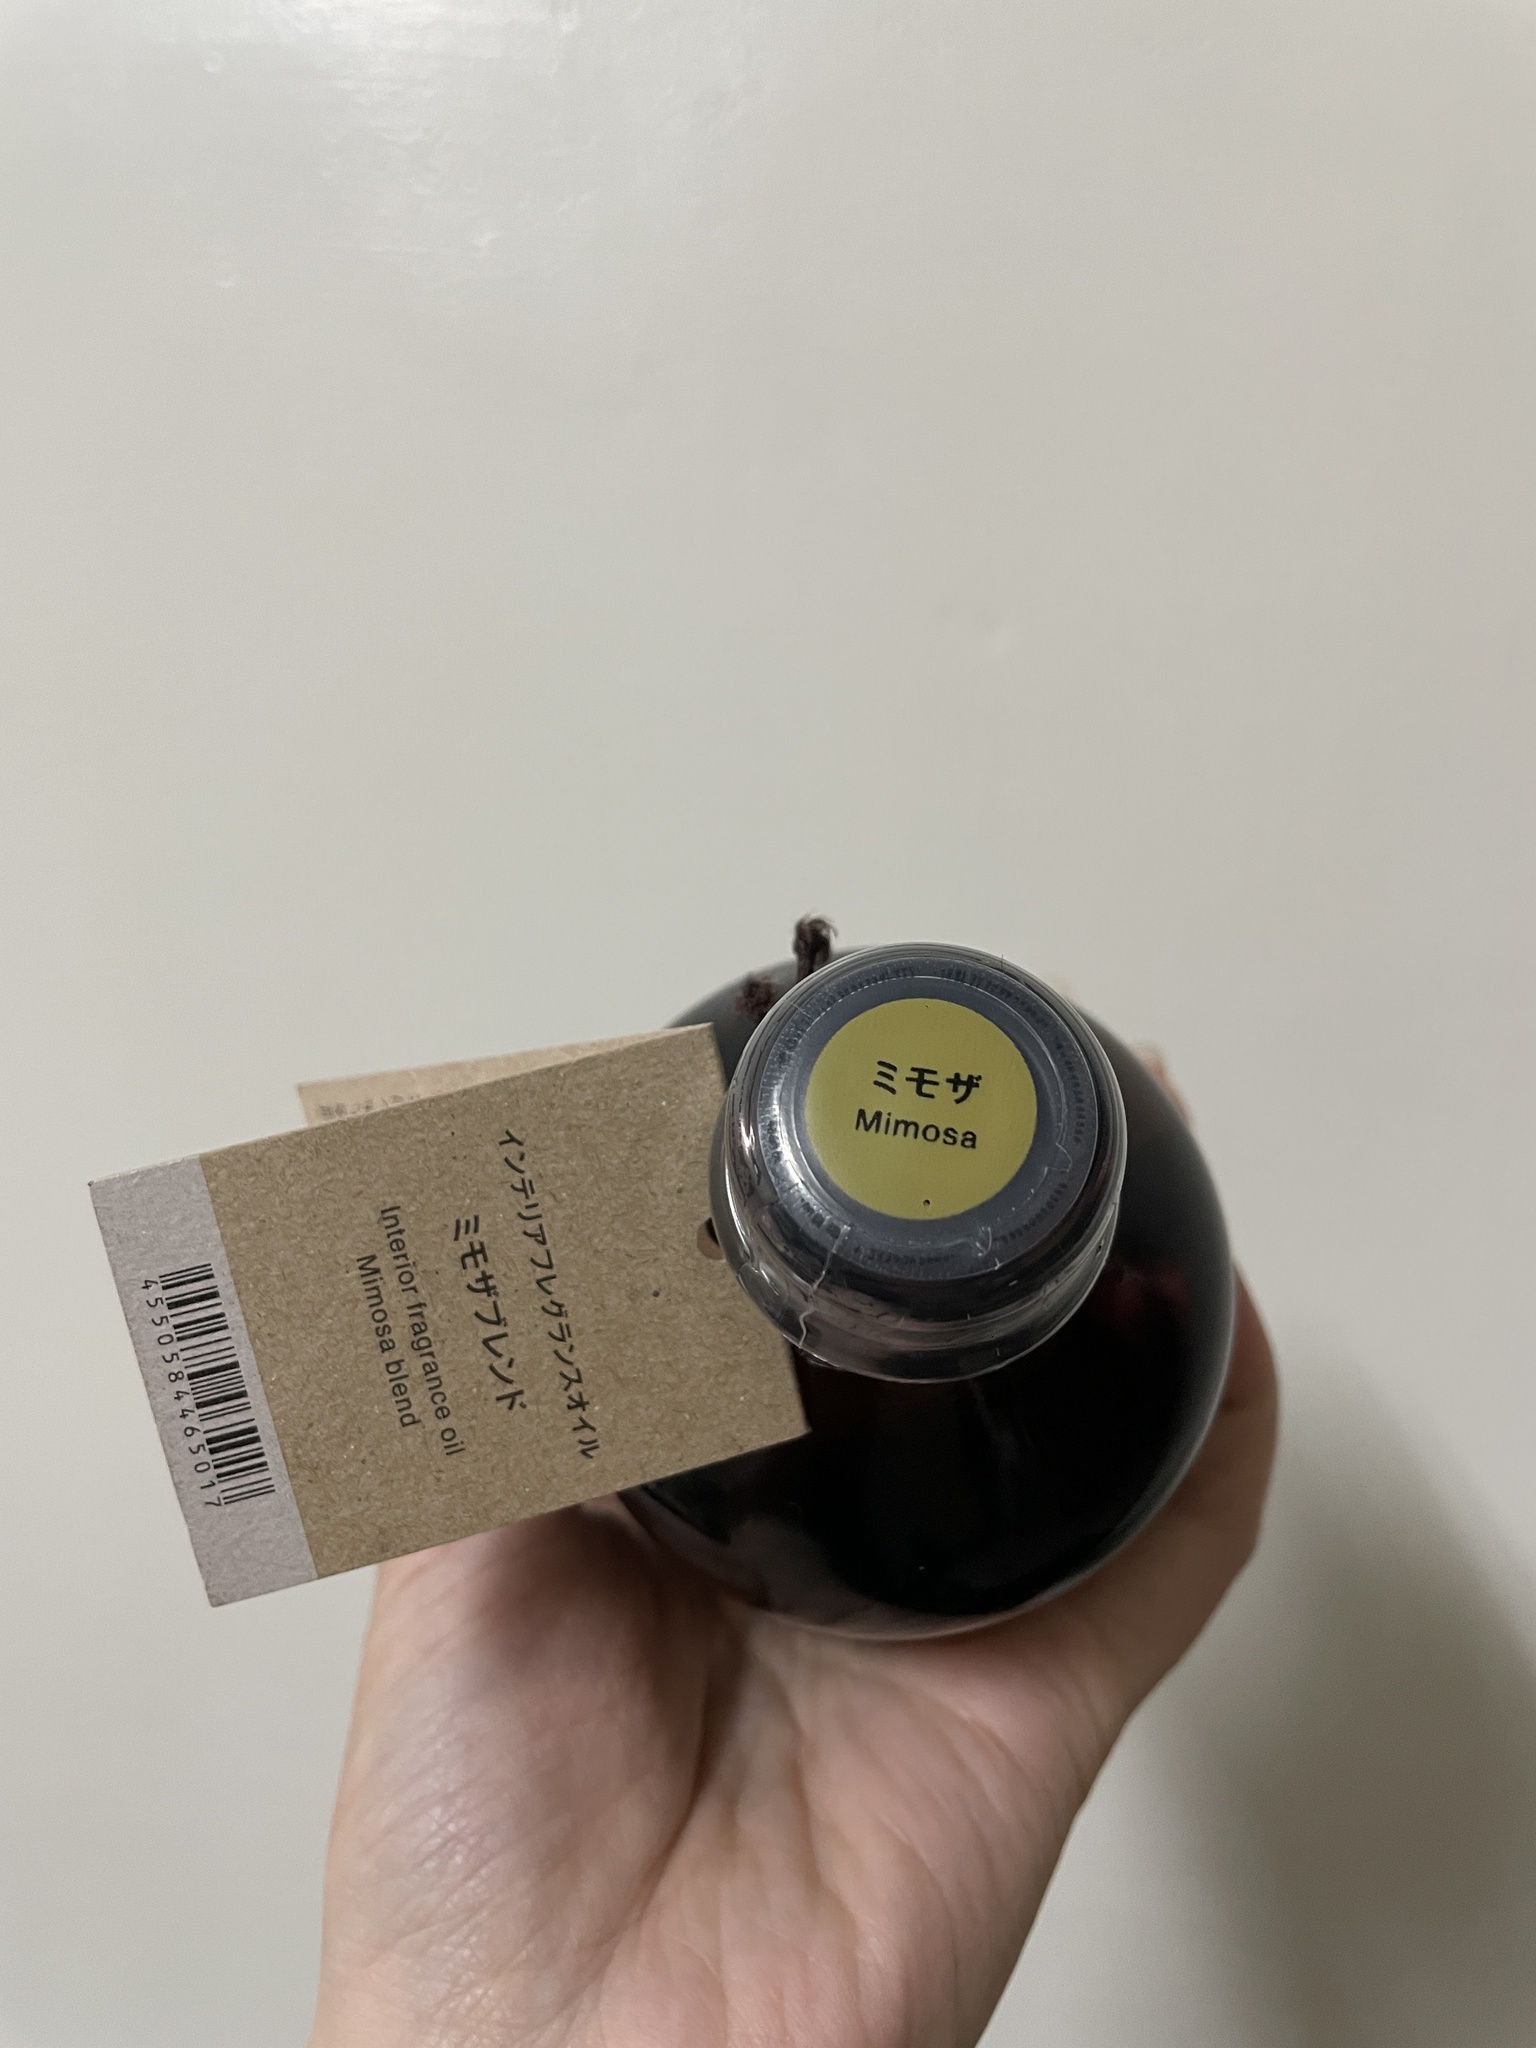 ミモザ
Mimosa
インテリアフレグランスオイル
ミモザブレンド
Interior fragrance oil
Mimosa blend
4550584465017